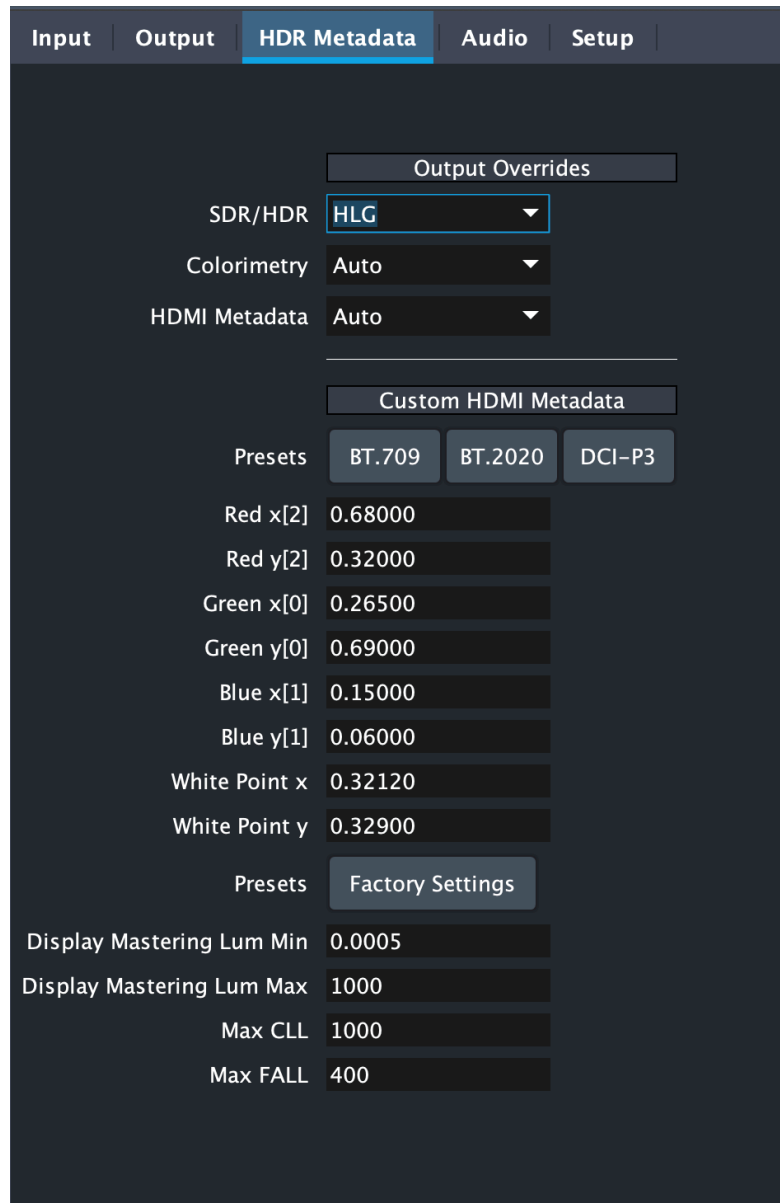 Input Output HDR Metadata Audio Setup
Output Overrides
SDR/HDR HLG
Colorimetry Auto
HDMI Metadata Auto
Custom HDMI Metadata
Presets BT.709 BT.2020 DCI-P3
Red x[2] 0.68000
Red y[2] 0.32000
Green x[0] 0.26500
Green y[0] 0.69000
Blue x[1] 0.15000
Blue y[1] 0.06000
White Point x 0.32120
White Point y 0.32900
Presets Factory Settings
Display Mastering Lum Min 0.0005
Display Mastering Lum Max 1000
Max CLL 1000
Max FALL 400